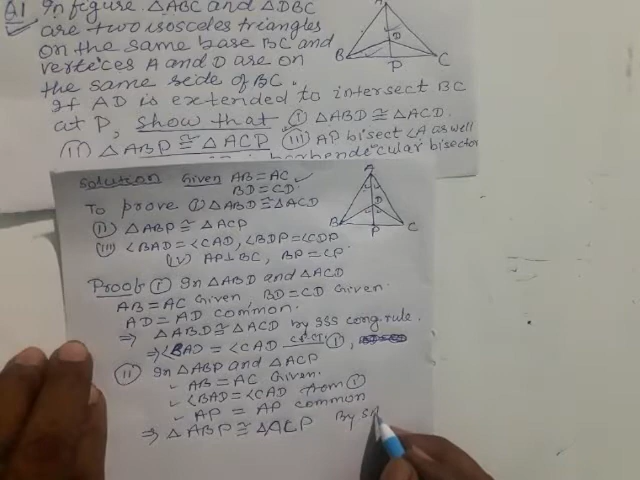 Q1 In figure △ABC and △DBC
are two isosceles triangles
on the same base BC and
vertices A and D are on
the same side of BC.
If AD is extended to intersect BC
at P, show that (i) △ABD ≅ △ACD.
(ii) △ABP ≅ △ACP (iii) AP bisect ∠A as well
perpendicular bisector
D
B
P
C
Solution Given AB = AC ✓
BD = CD.
To prove (i) △ABD ≅ △ACD
(ii) △ABP ≅ △ACP
(iii) ∠BAD = ∠CAD, ∠BDP = ∠CDP
(iv) AP ⊥ BC, BP = CP
A
D
B
P
C
Proof (i) In △ABD and △ACD
AB = AC Given, BD = CD Given.
AD = AD common.
⇒ △ABD ≅ △ACD by SSS cong. rule.
⇒ ∠BAD = ∠CAD CPCT (i),
(ii) In △ABP and △ACP
✓ AB = AC Given.
✓ ∠BAD = ∠CAD from (i)
✓ AP = AP common
⇒ △ABP ≅ △ACP By SA